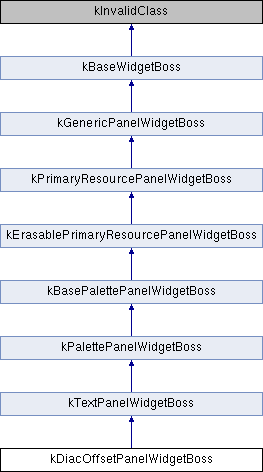 kInvalidClass
kBaseWidgetBoss
kGenericPanelWidgetBoss
kPrimaryResourcePanelWidgetBoss
kErasablePrimaryResourcePanelWidgetBoss
kBasePalettePanelWidgetBoss
kPalettePanelWidgetBoss
kTextPanelWidgetBoss
kDiacOffsetPanelWidgetBoss